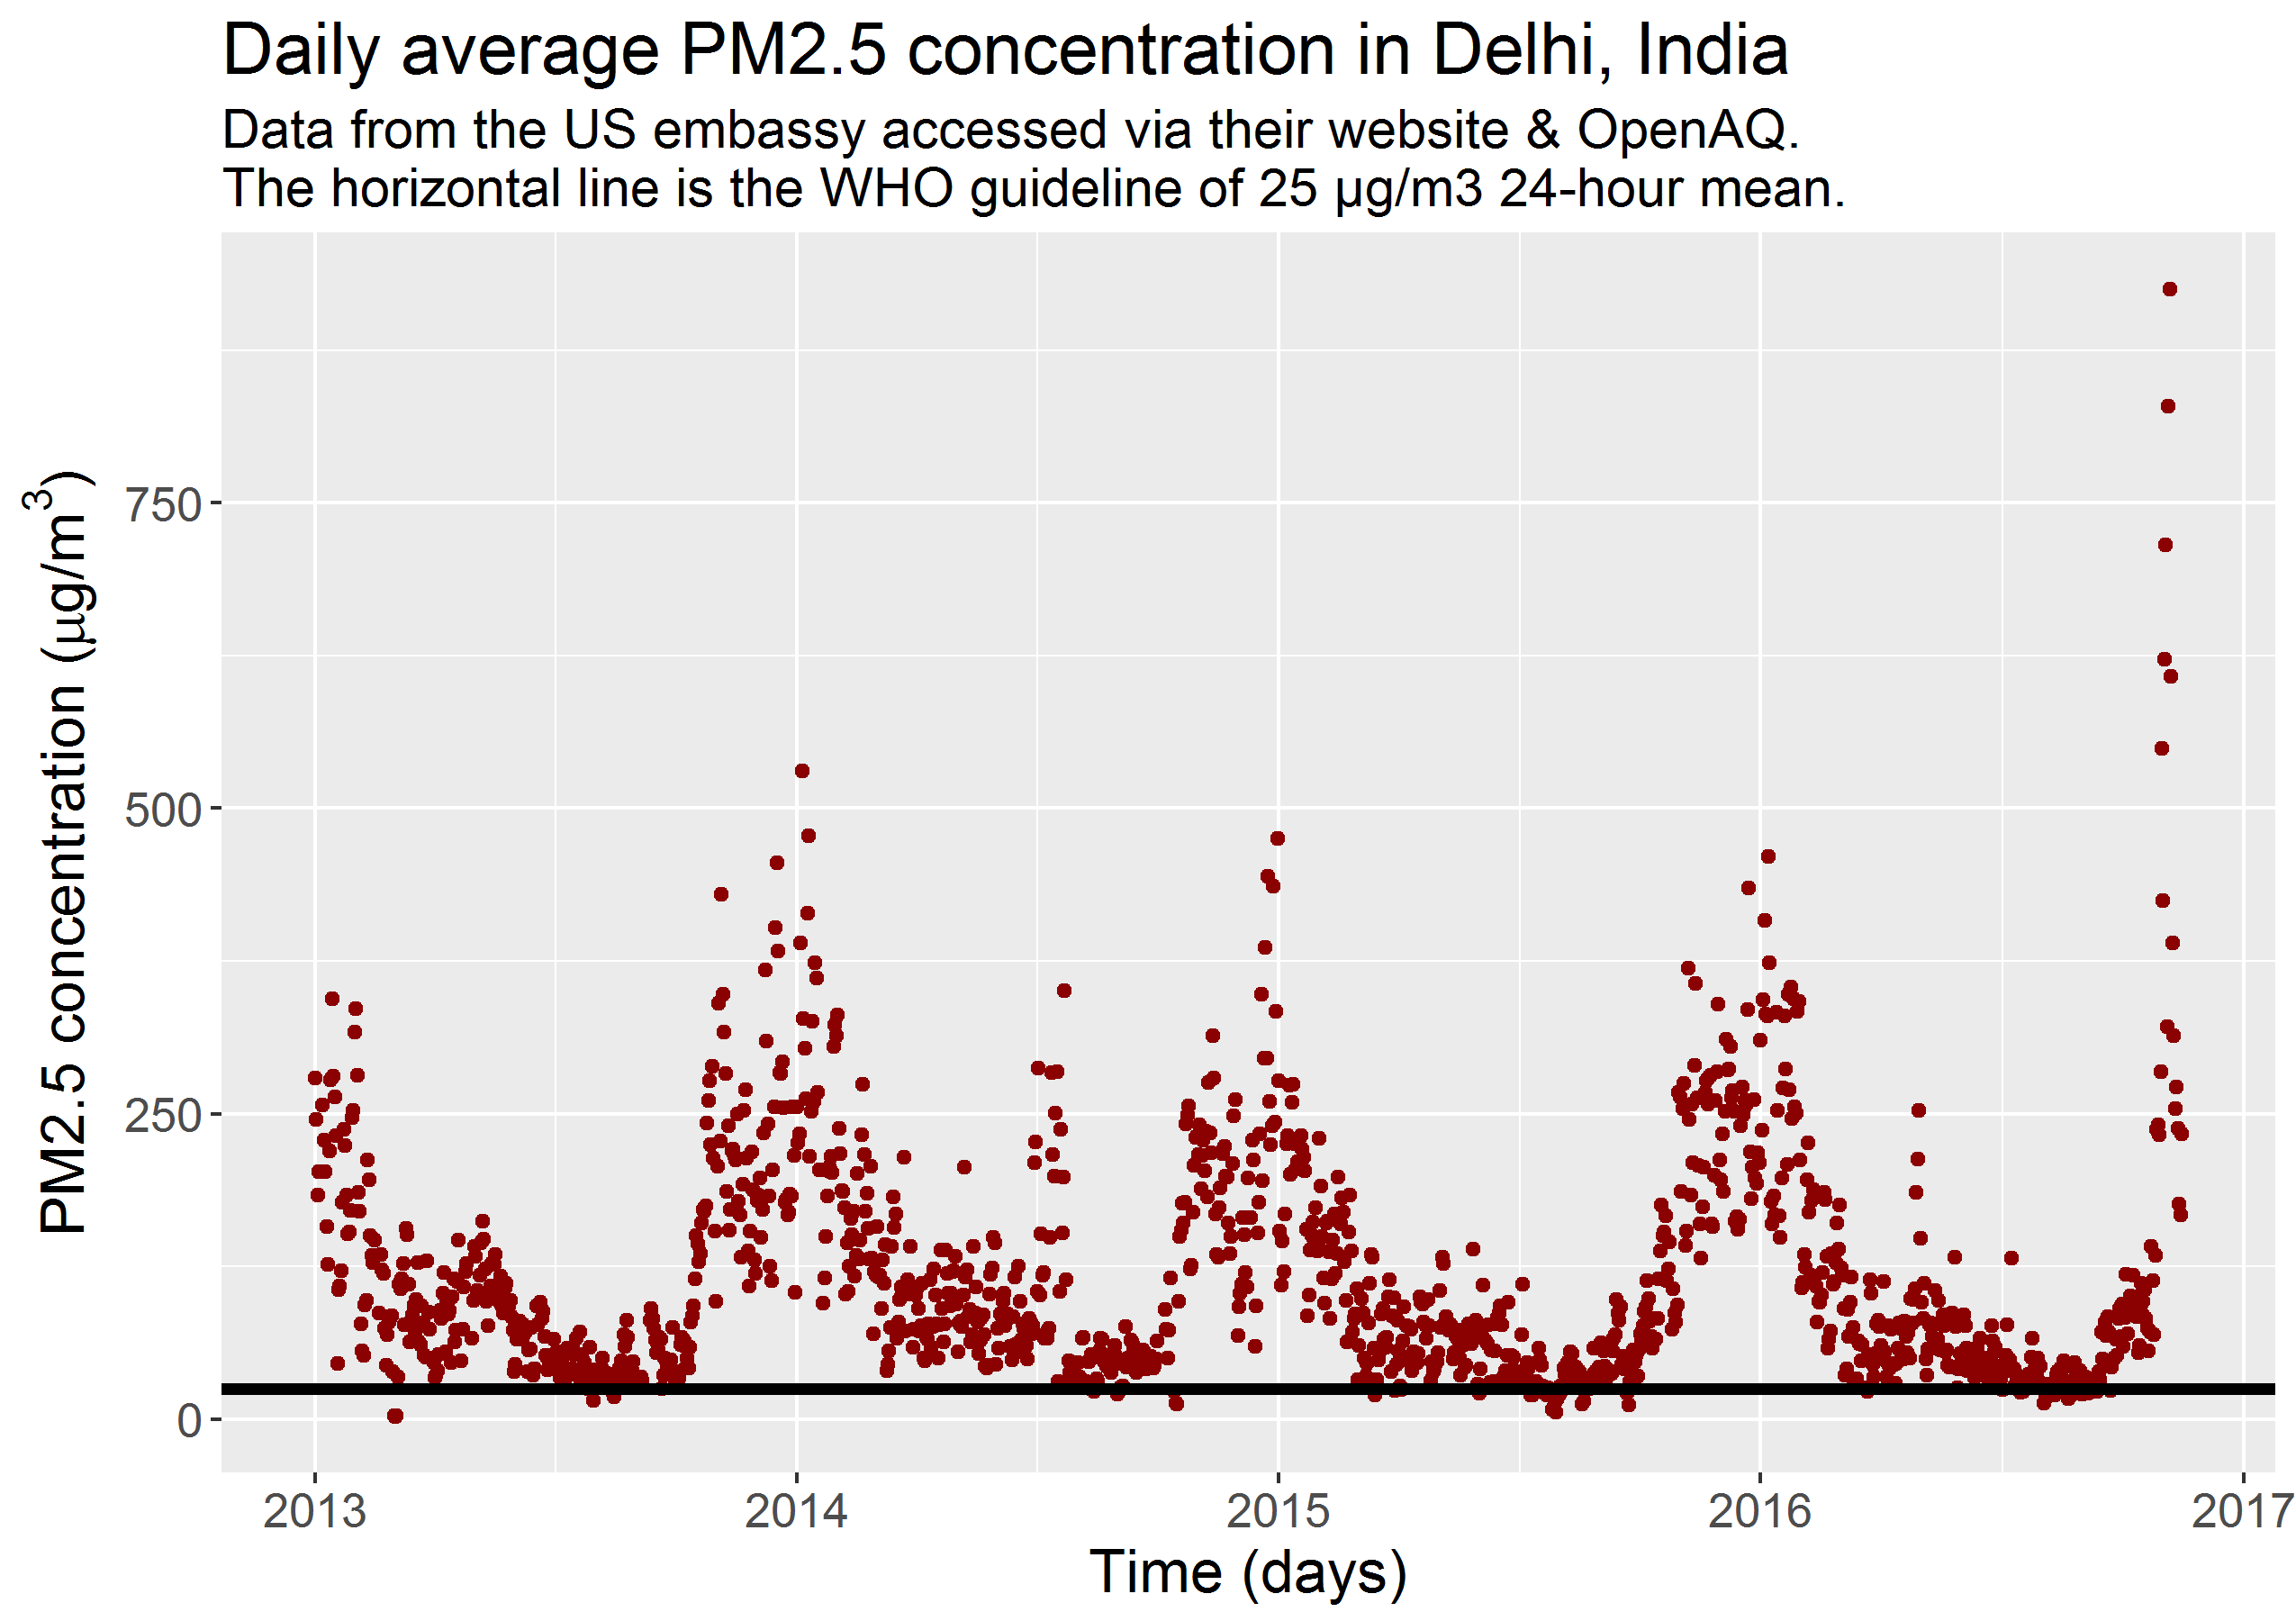 Daily average PM2.5 concentration in Delhi, India
Data from the US embassy accessed via their website & OpenAQ.
The horizontal line is the WHO guideline of 25 µg/m3 24-hour mean.
PM2.5 concentration (μg/m³)
750
500
250
0
2013 2014 2015 2016 2017
Time (days)